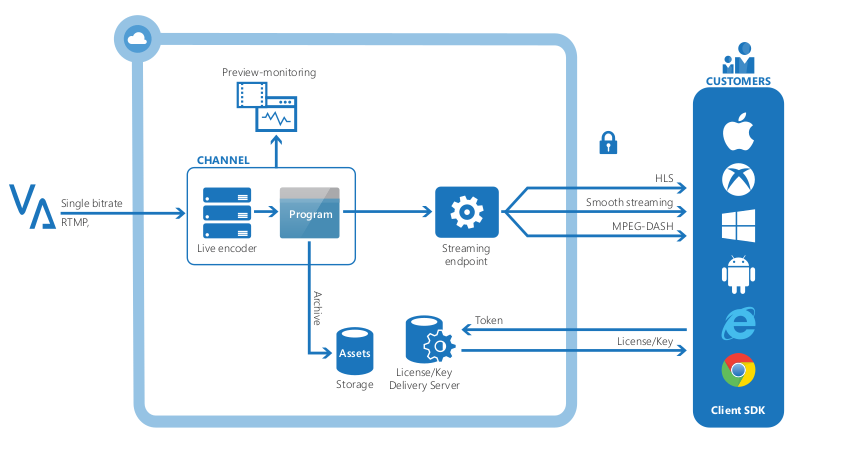 Preview-monitoring
CUSTOMERS
CHANNEL
Single bitrate
RTMP,
Live encoder
Program
Streaming
endpoint
HLS
Smooth streaming
MPEG-DASH
Archive
Assets
Storage
License/Key
Delivery Server
Token
License/Key
Client SDK